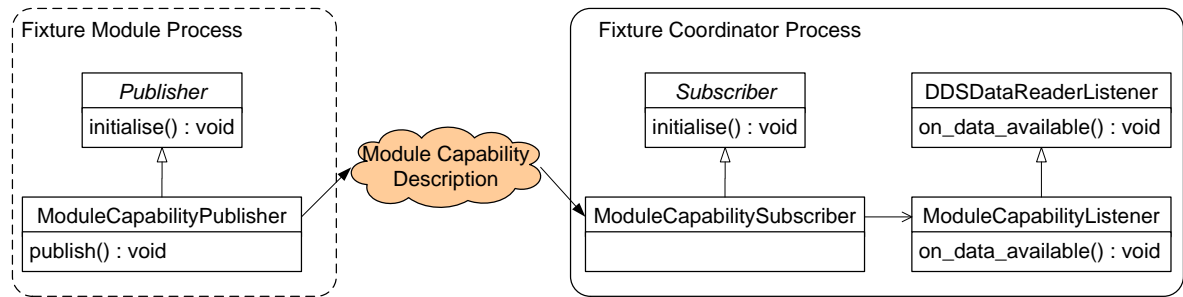 Fixture Module Process
Publisher
initialise() : void
ModuleCapabilityPublisher
publish() : void
Module Capability
Description
Fixture Coordinator Process
Subscriber
initialise() : void
DDSDataReaderListener
on_data_available() : void
ModuleCapabilitySubscriber
ModuleCapabilityListener
on_data_available() : void